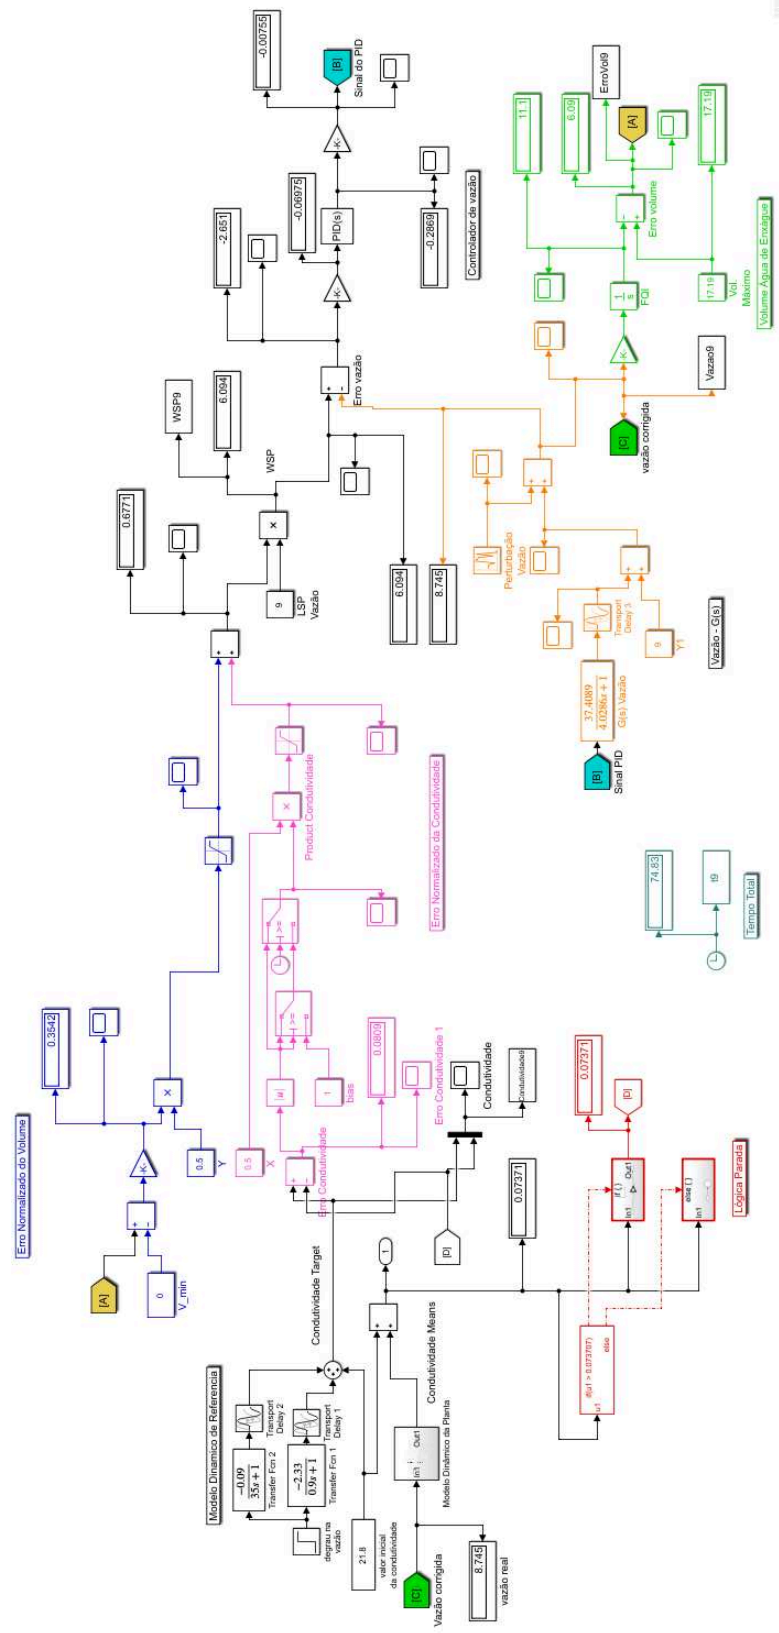 Erro Normalizado do Volume
[A]
0
V_min
+
−
-K-
0.3542
0.5
Y
×
Modelo Dinamico de Referencia
degrau na
vazão
−0.09
35s + 1
Transfer Fcn 2
Transport
Delay 2
−2.33
0.9s + 1
Transfer Fcn 1
Transport
Delay 1
21.8
valor inicial
da condutividade
Condutividade Target
0.5
X
+
−
Erro Condutividade
|u|
1
bias
>=
>=
×
Product Condutividade
0.0809
Erro Condutividade 1
Erro Normalizado da Condutividade
[D]
Condutividade
Condutividade9
[C]
Vazão corrigida
8.745
vazão real
In1
Out1
Modelo Dinâmico da Planta
Condutividade Means
1
0.07371
u1
if(u1 > 0.073707)
else
if { }
In1
Out1
else { }
In1
0.07371
[D]
Lógica Parada
0.6771
9
LSP
Vazão
×
WSP9
6.094
WSP
6.094
8.745
+
−
Erro vazão
-2.651
-K-
-0.06975
PID(s)
-0.2869
-K-
-0.00755
[B]
Sinal do PID
Controlador de vazão
[B]
Sinal PID
37.4089
4.0286s + 1
G(s) Vazão
Transport
Delay 3
9
Y1
Perturbação
Vazão
Vazão - G(s)
[C]
vazão corrigida
Vazao9
-K-
1
s
FQI
11.1
17.19
Vol.
Máximo
−
+
Erro volume
6.09
ErroVol9
[A]
17.19
Volume Água de Enxágue
74.83
t9
Tempo Total